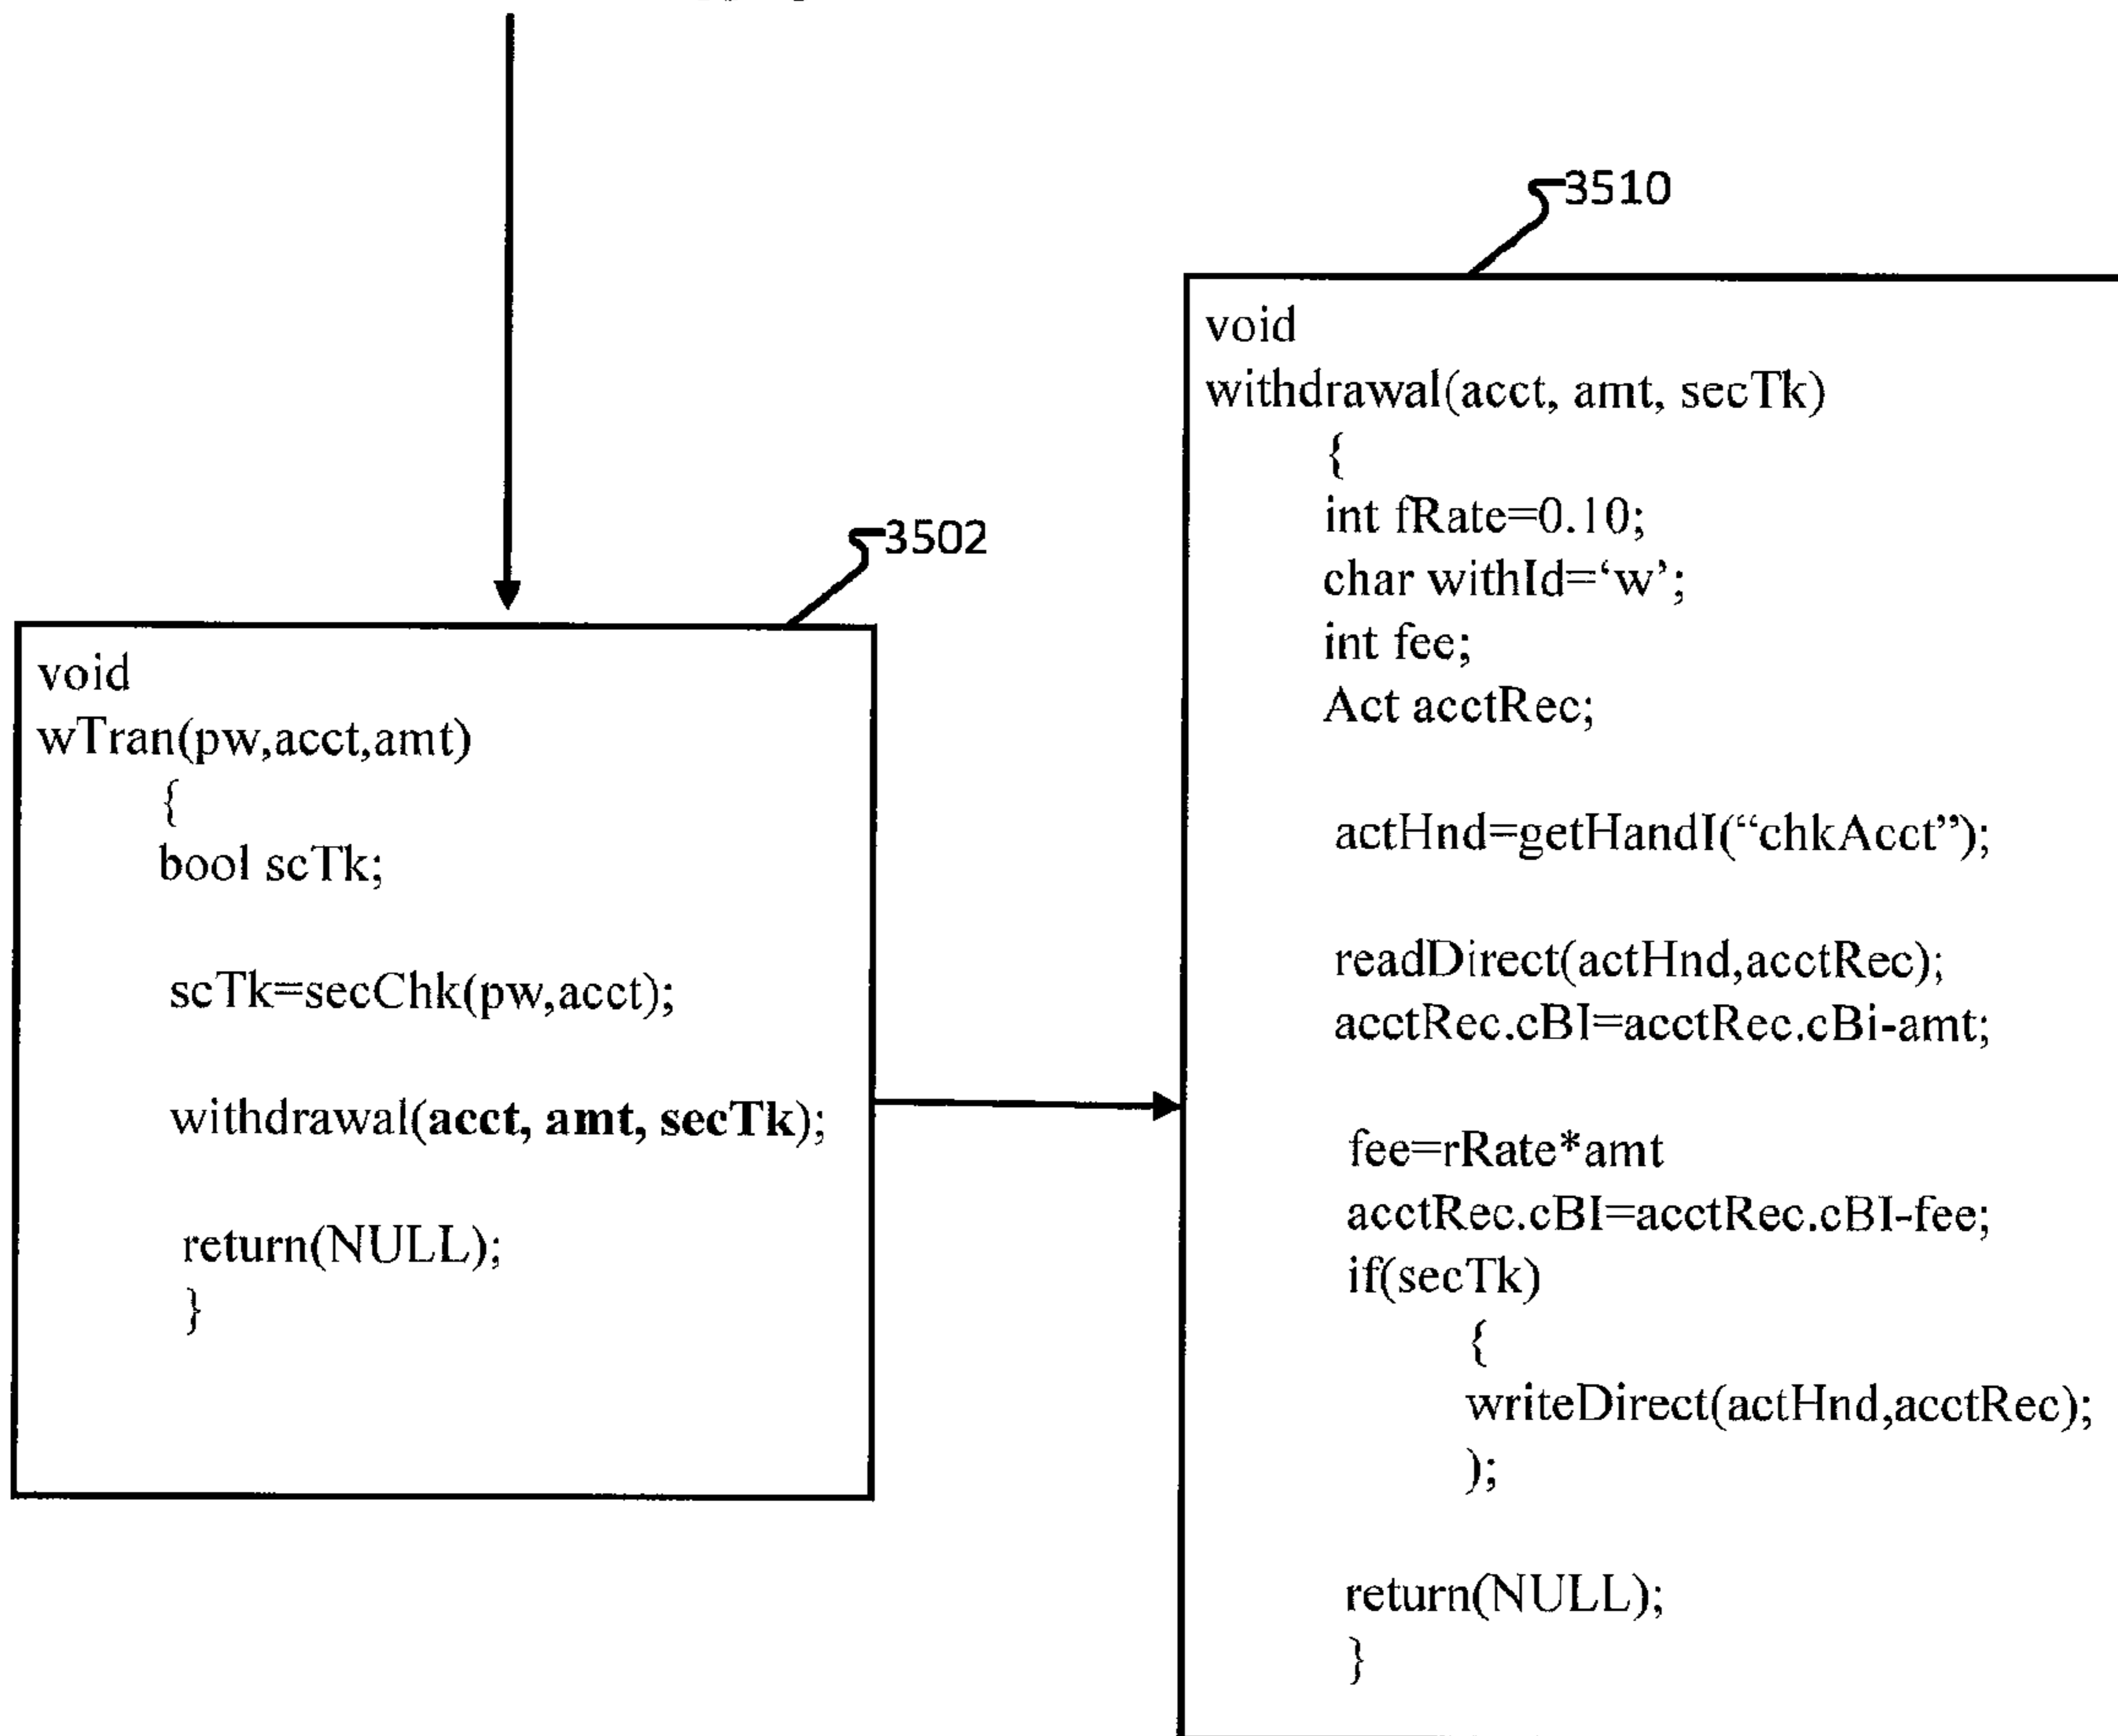 3502
void
wTran(pw,acct,amt)
{
bool scTk;
scTk=secChk(pw,acct);
withdrawal(acct, amt, secTk);
return(NULL);
}
3510
void
withdrawal(acct, amt, secTk)
{
int fRate=0.10;
char withId=‘w’;
int fee;
Act acctRec;
actHnd=getHandI(“chkAcct”);
readDirect(actHnd,acctRec);
acctRec.cBI=acctRec.cBi-amt;
fee=rRate*amt
acctRec.cBI=acctRec.cBI-fee;
if(secTk)
{
writeDirect(actHnd,acctRec);
);
return(NULL);
}